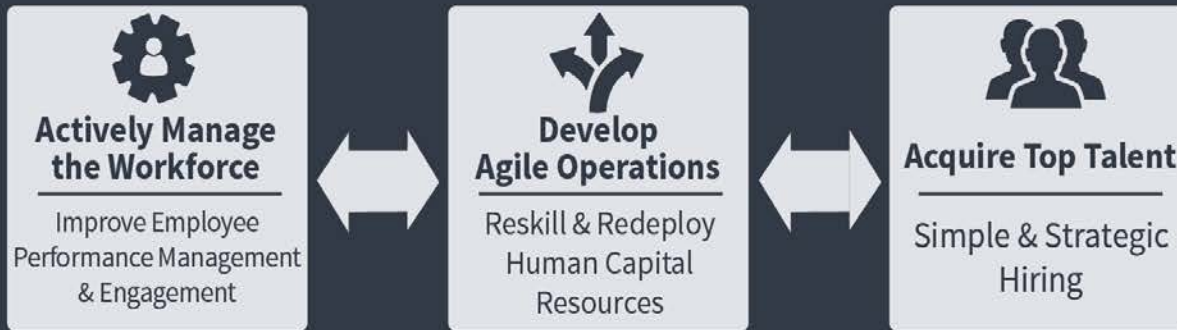 Actively Manage
the Workforce
Improve Employee
Performance Management
& Engagement
Develop
Agile Operations
Reskill & Redeploy
Human Capital
Resources
Acquire Top Talent
Simple & Strategic
Hiring